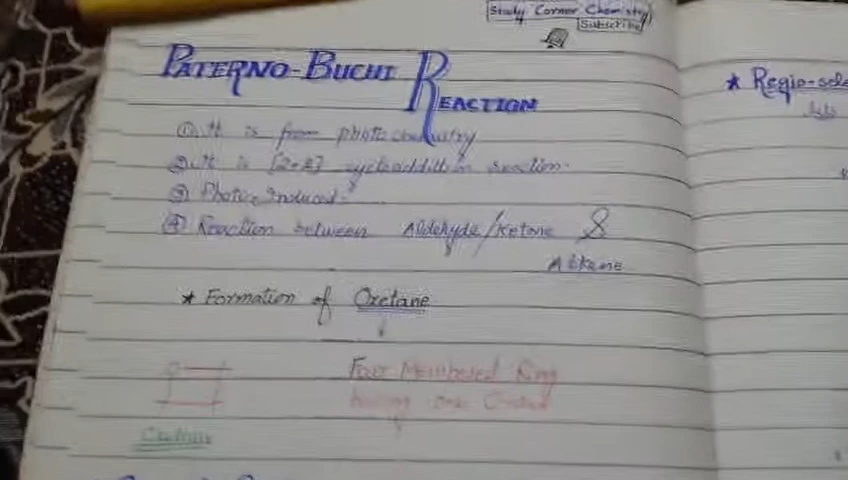 Study Corner Chemistry
Subscribe
PATERNO-BUCHI REACTION
① It is from photochemistry
② It is [2+2] cycloaddition reaction.
③ Photo Induced.
④ Reaction between Aldehyde/Ketone &
Alkene
★ Formation of Oxetane
↓
Four Membered Ring
having one
★ Regio-sele